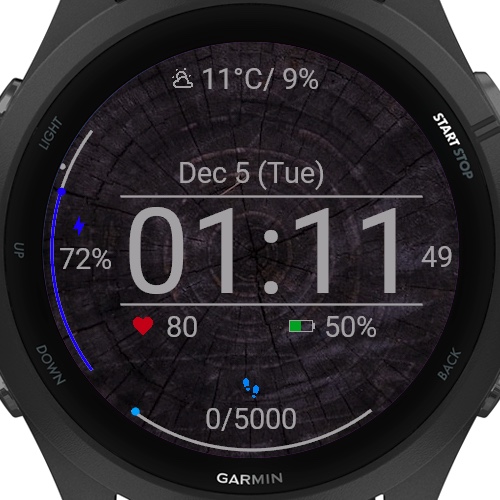 11°C/ 9%
LIGHT
START STOP
Dec 5 (Tue)
UP
72%
01:11
49
80
50%
DOWN
BACK
0/5000
GARMIN